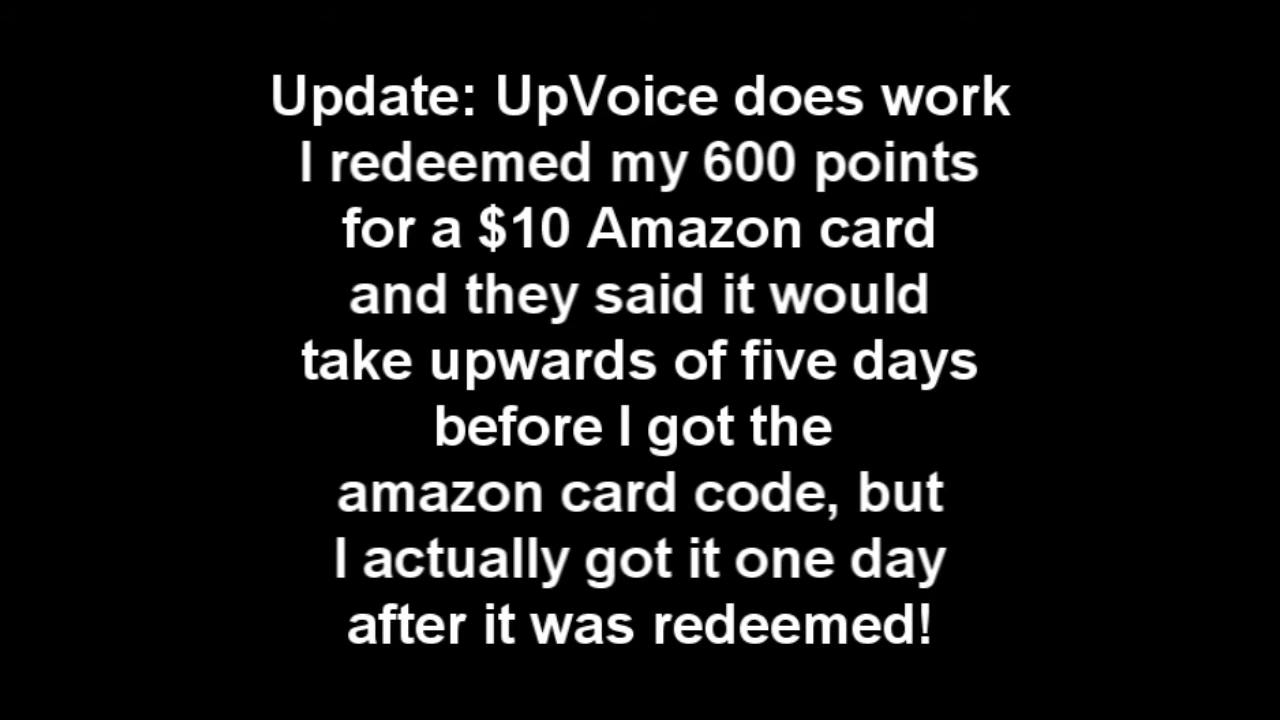 Update: UpVoice does work
I redeemed my 600 points
for a $10 Amazon card
and they said it would
take upwards of five days
before I got the
amazon card code, but
I actually got it one day
after it was redeemed!